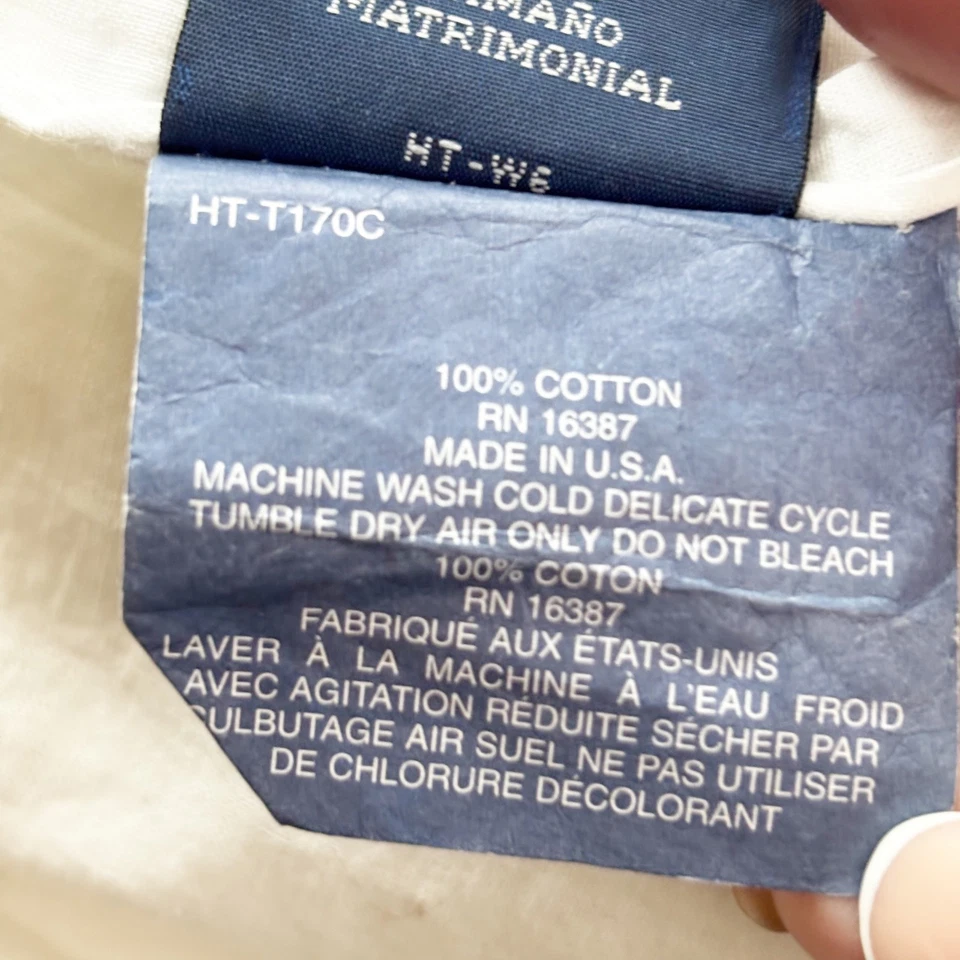 TAMAÑO
MATRIMONIAL
HT-W6
HT-T170C
100% COTTON
RN 16387
MADE IN U.S.A.
MACHINE WASH COLD DELICATE CYCLE
TUMBLE DRY AIR ONLY DO NOT BLEACH
100% COTON
RN 16387
FABRIQUÉ AUX ÉTATS-UNIS
LAVER À LA MACHINE À L'EAU FROID
AVEC AGITATION RÉDUITE SÉCHER PAR
CULBUTAGE AIR SUEL NE PAS UTILISER
DE CHLORURE DÉCOLORANT